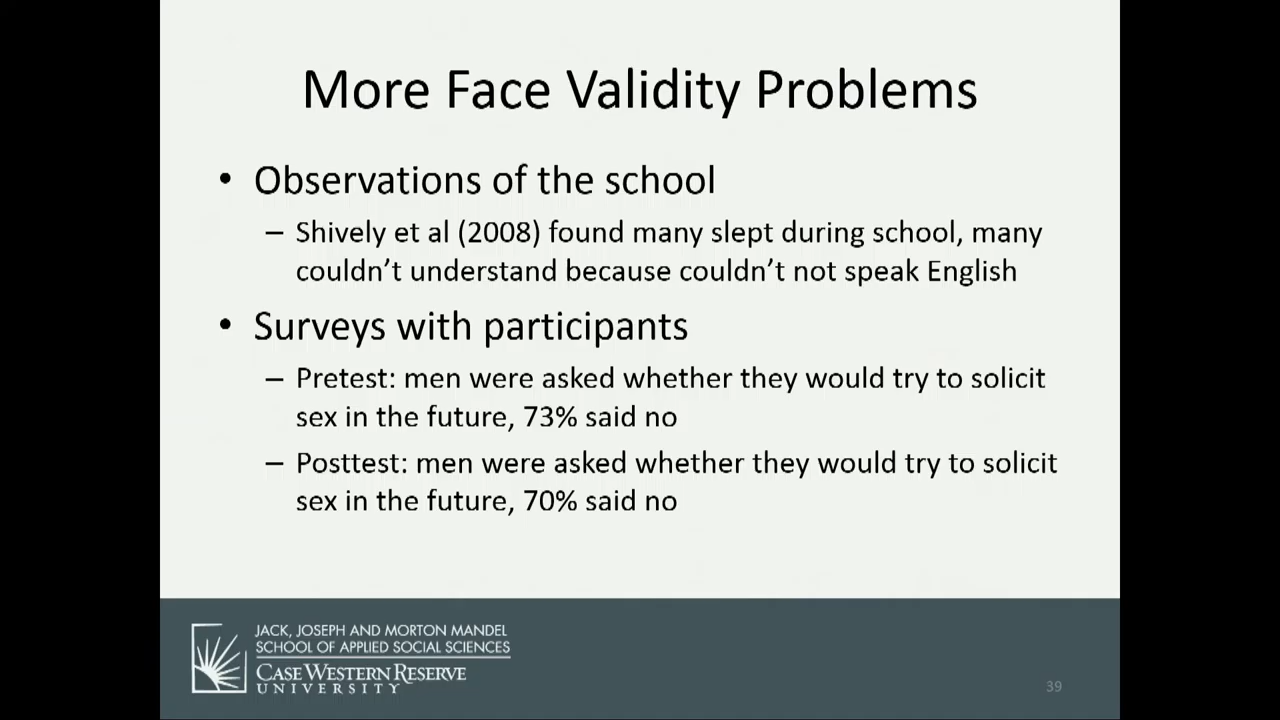 More Face Validity Problems
• Observations of the school
– Shively et al (2008) found many slept during school, many
couldn’t understand because couldn’t not speak English
• Surveys with participants
– Pretest: men were asked whether they would try to solicit
sex in the future, 73% said no
– Posttest: men were asked whether they would try to solicit
sex in the future, 70% said no
JACK, JOSEPH AND MORTON MANDEL
SCHOOL OF APPLIED SOCIAL SCIENCES
CASE WESTERN RESERVE
UNIVERSITY
39